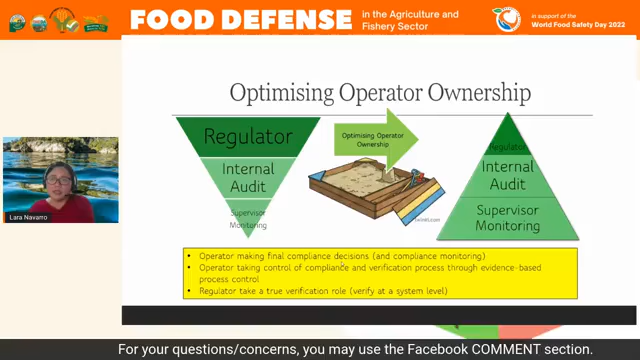 FOOD DEFENSE
in the Agriculture and
Fishery Sector
in support of the
World Food Safety Day 2022
Optimising Operator Ownership
Regulator
Internal
Audit
Supervisor
Monitoring
Optimising Operator
Ownership
Regulator
Internal
Audit
Supervisor
Monitoring
Lara Navarro
• Operator making final compliance decisions (and compliance monitoring)
• Operator taking control of compliance and verification process through evidence-based
process control
• Regulator take a true verification role (verify at a system level)
For your questions/concerns, you may use the Facebook COMMENT section.